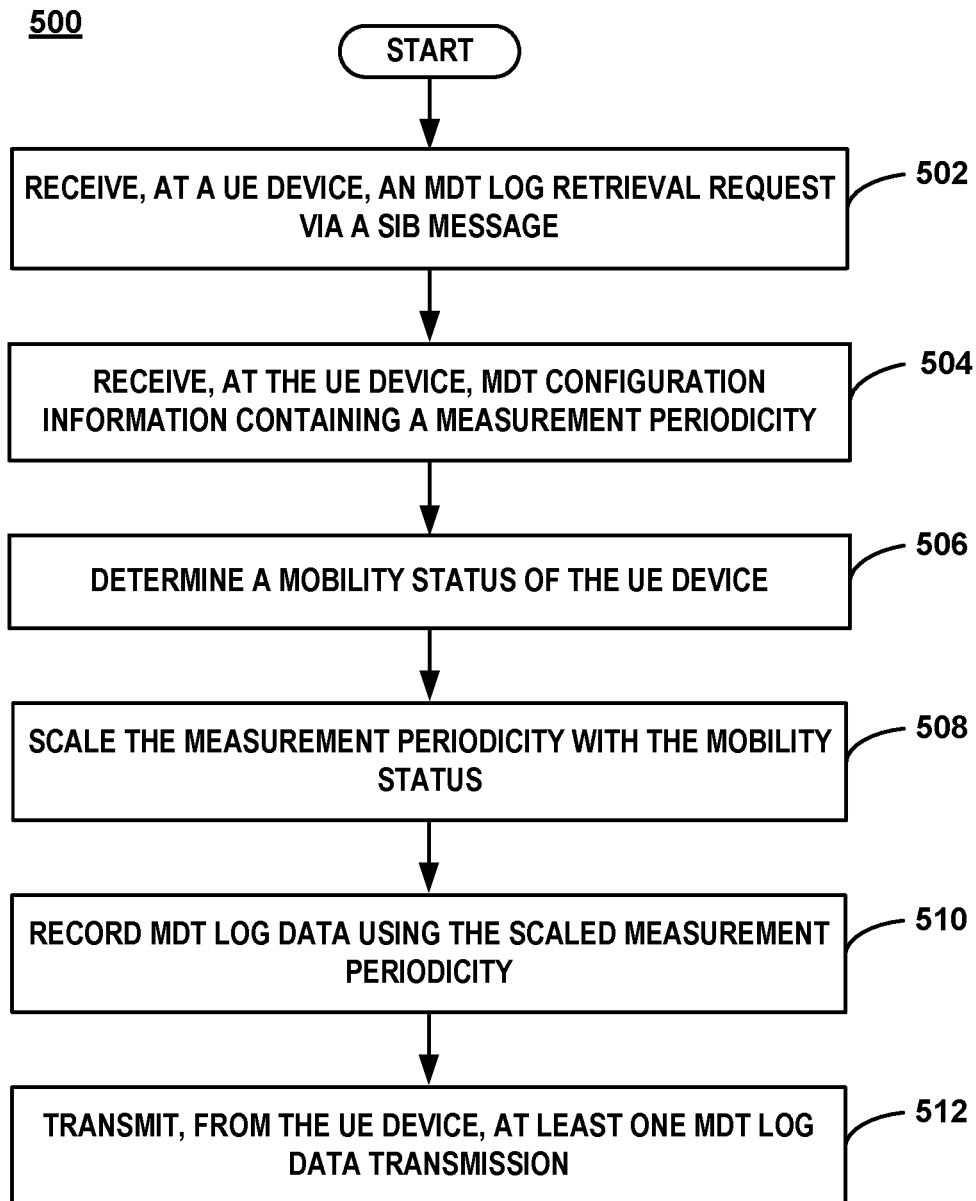 500
START
RECEIVE, AT A UE DEVICE, AN MDT LOG RETRIEVAL REQUEST
VIA A SIB MESSAGE
502
RECEIVE, AT THE UE DEVICE, MDT CONFIGURATION
INFORMATION CONTAINING A MEASUREMENT PERIODICITY
504
DETERMINE A MOBILITY STATUS OF THE UE DEVICE
506
SCALE THE MEASUREMENT PERIODICITY WITH THE MOBILITY
STATUS
508
RECORD MDT LOG DATA USING THE SCALED MEASUREMENT
PERIODICITY
510
TRANSMIT, FROM THE UE DEVICE, AT LEAST ONE MDT LOG
DATA TRANSMISSION
512